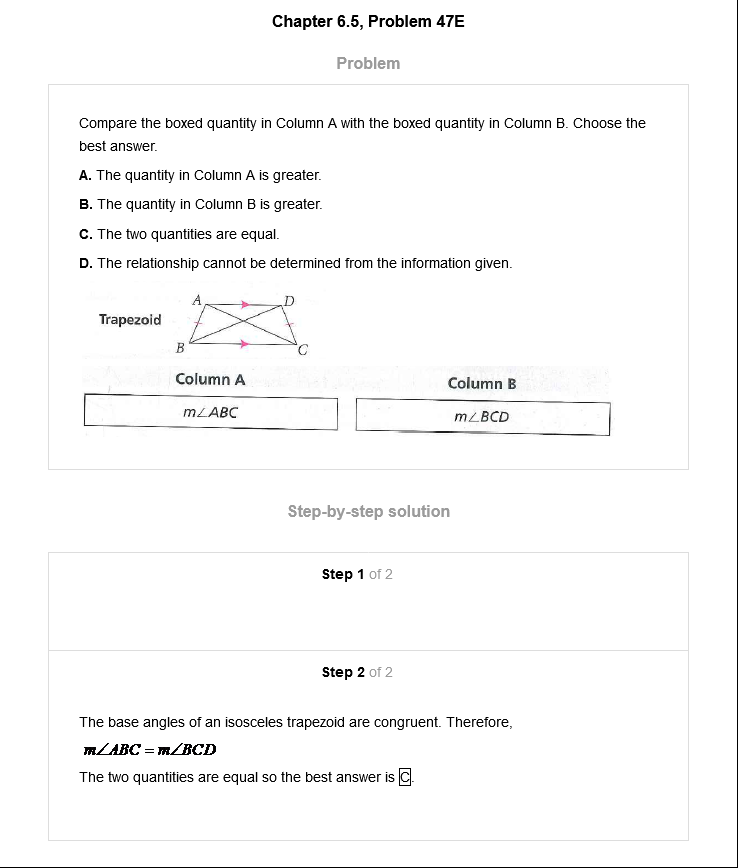 Chapter 6.5, Problem 47E
Problem
Compare the boxed quantity in Column A with the boxed quantity in Column B. Choose the
best answer.
A. The quantity in Column A is greater.
B. The quantity in Column B is greater.
C. The two quantities are equal.
D. The relationship cannot be determined from the information given.
A D
Trapezoid
B C
Column A Column B
m∠ABC m∠BCD
Step-by-step solution
Step 1 of 2
Step 2 of 2
The base angles of an isosceles trapezoid are congruent. Therefore,
m∠ABC = m∠BCD
The two quantities are equal so the best answer is C.